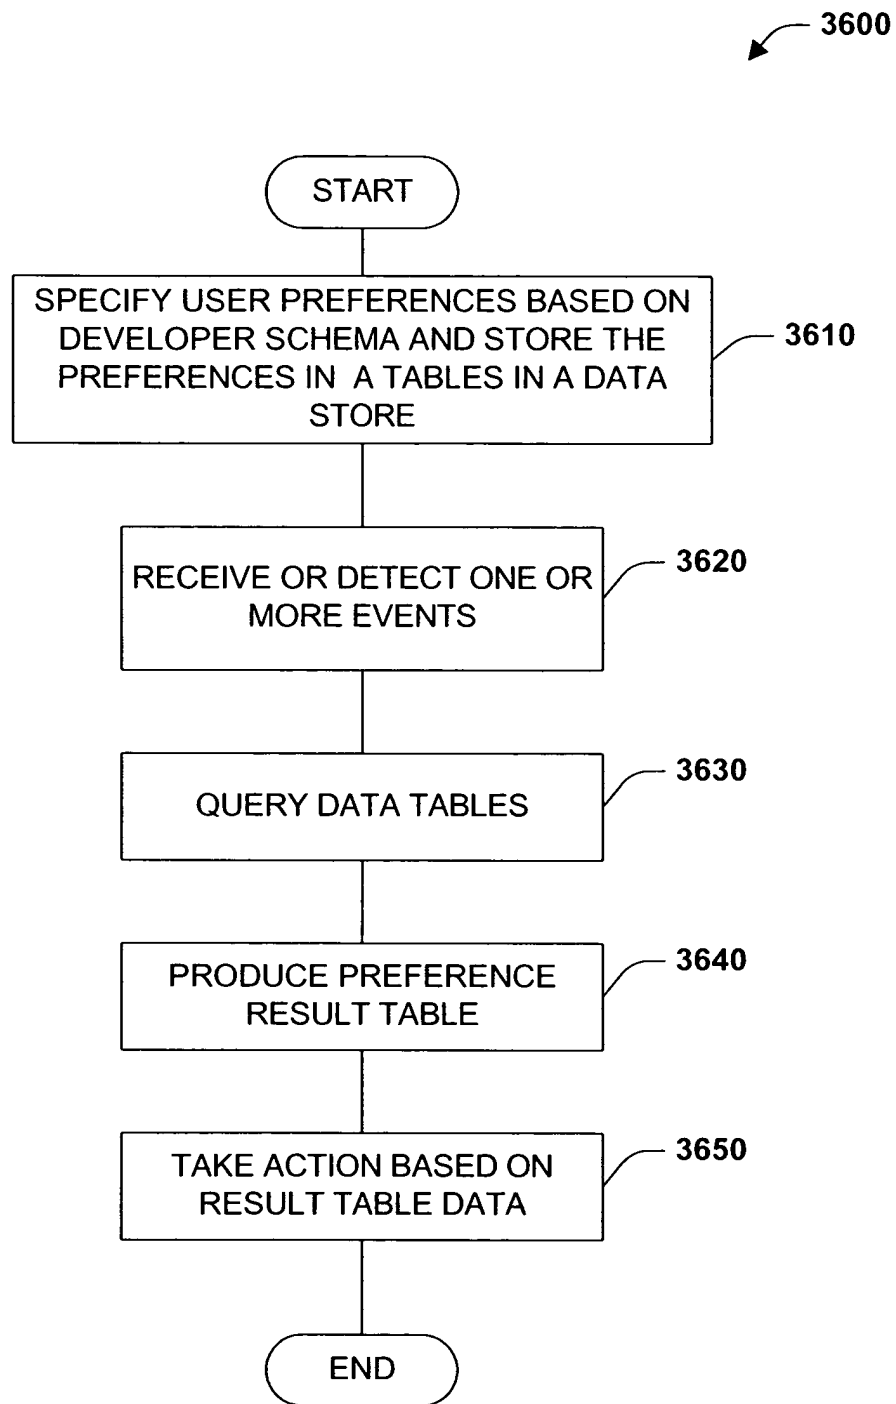 3600
START
SPECIFY USER PREFERENCES BASED ON
DEVELOPER SCHEMA AND STORE THE
PREFERENCES IN A TABLES IN A DATA
STORE
3610
RECEIVE OR DETECT ONE OR
MORE EVENTS
3620
QUERY DATA TABLES
3630
PRODUCE PREFERENCE
RESULT TABLE
3640
TAKE ACTION BASED ON
RESULT TABLE DATA
3650
END